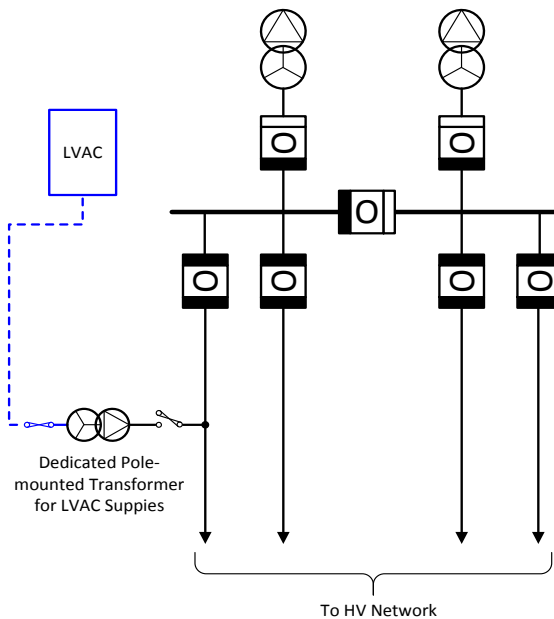 LVAC
O
O
O
O
O
O
O
Dedicated Pole-
mounted Transformer
for LVAC Suppies
To HV Network